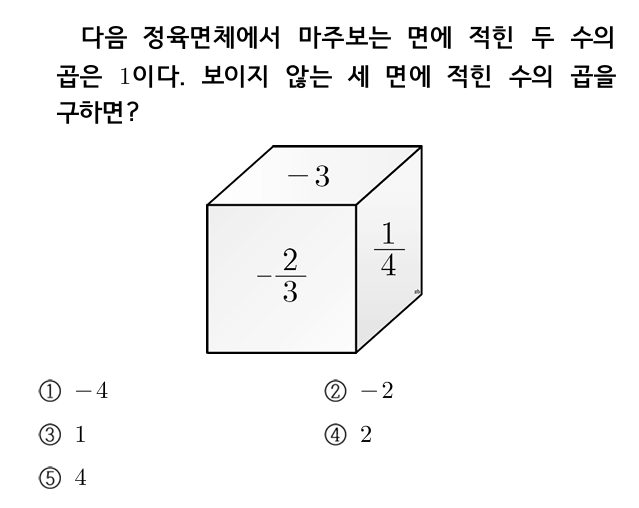 다음 정육면체에서 마주보는 면에 적힌 두 수의
곱은 1이다. 보이지 않는 세 면에 적힌 수의 곱을
구하면?
-3
-2/3
1/4
① -4
② -2
③ 1
④ 2
⑤ 4